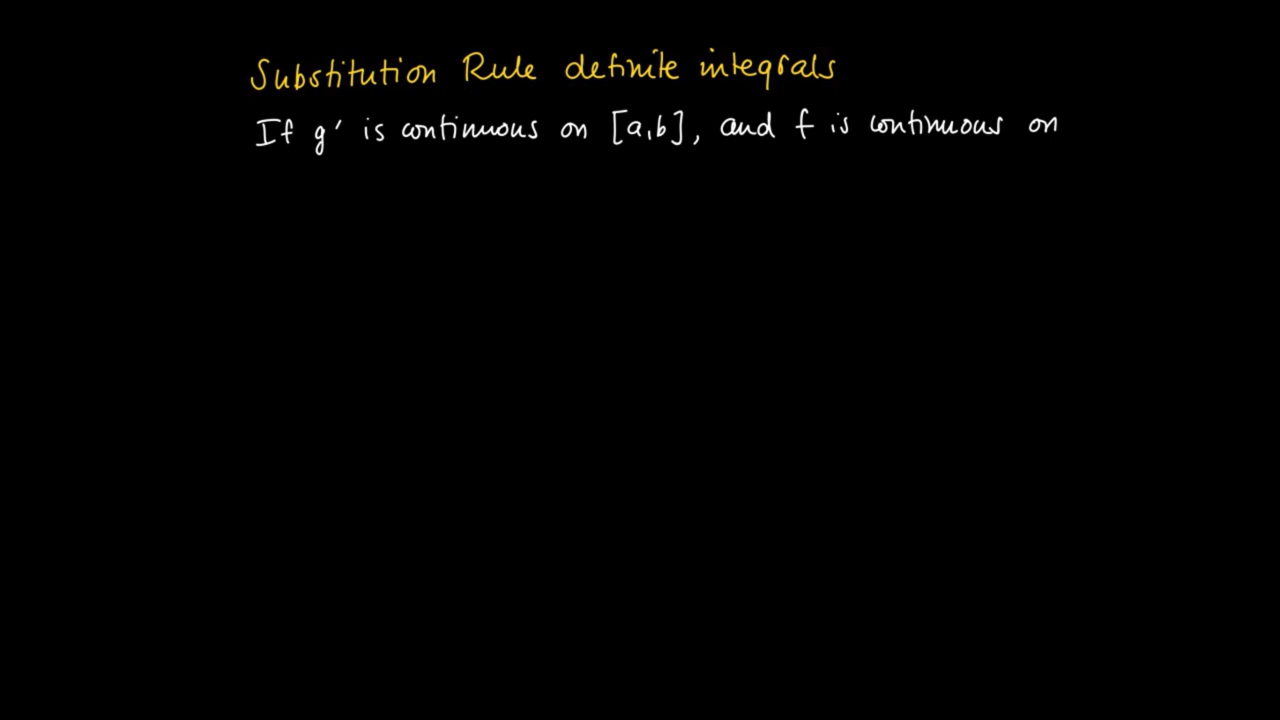 Substitution Rule definite integrals
If g' is continuous on [a,b], and f is continuous on